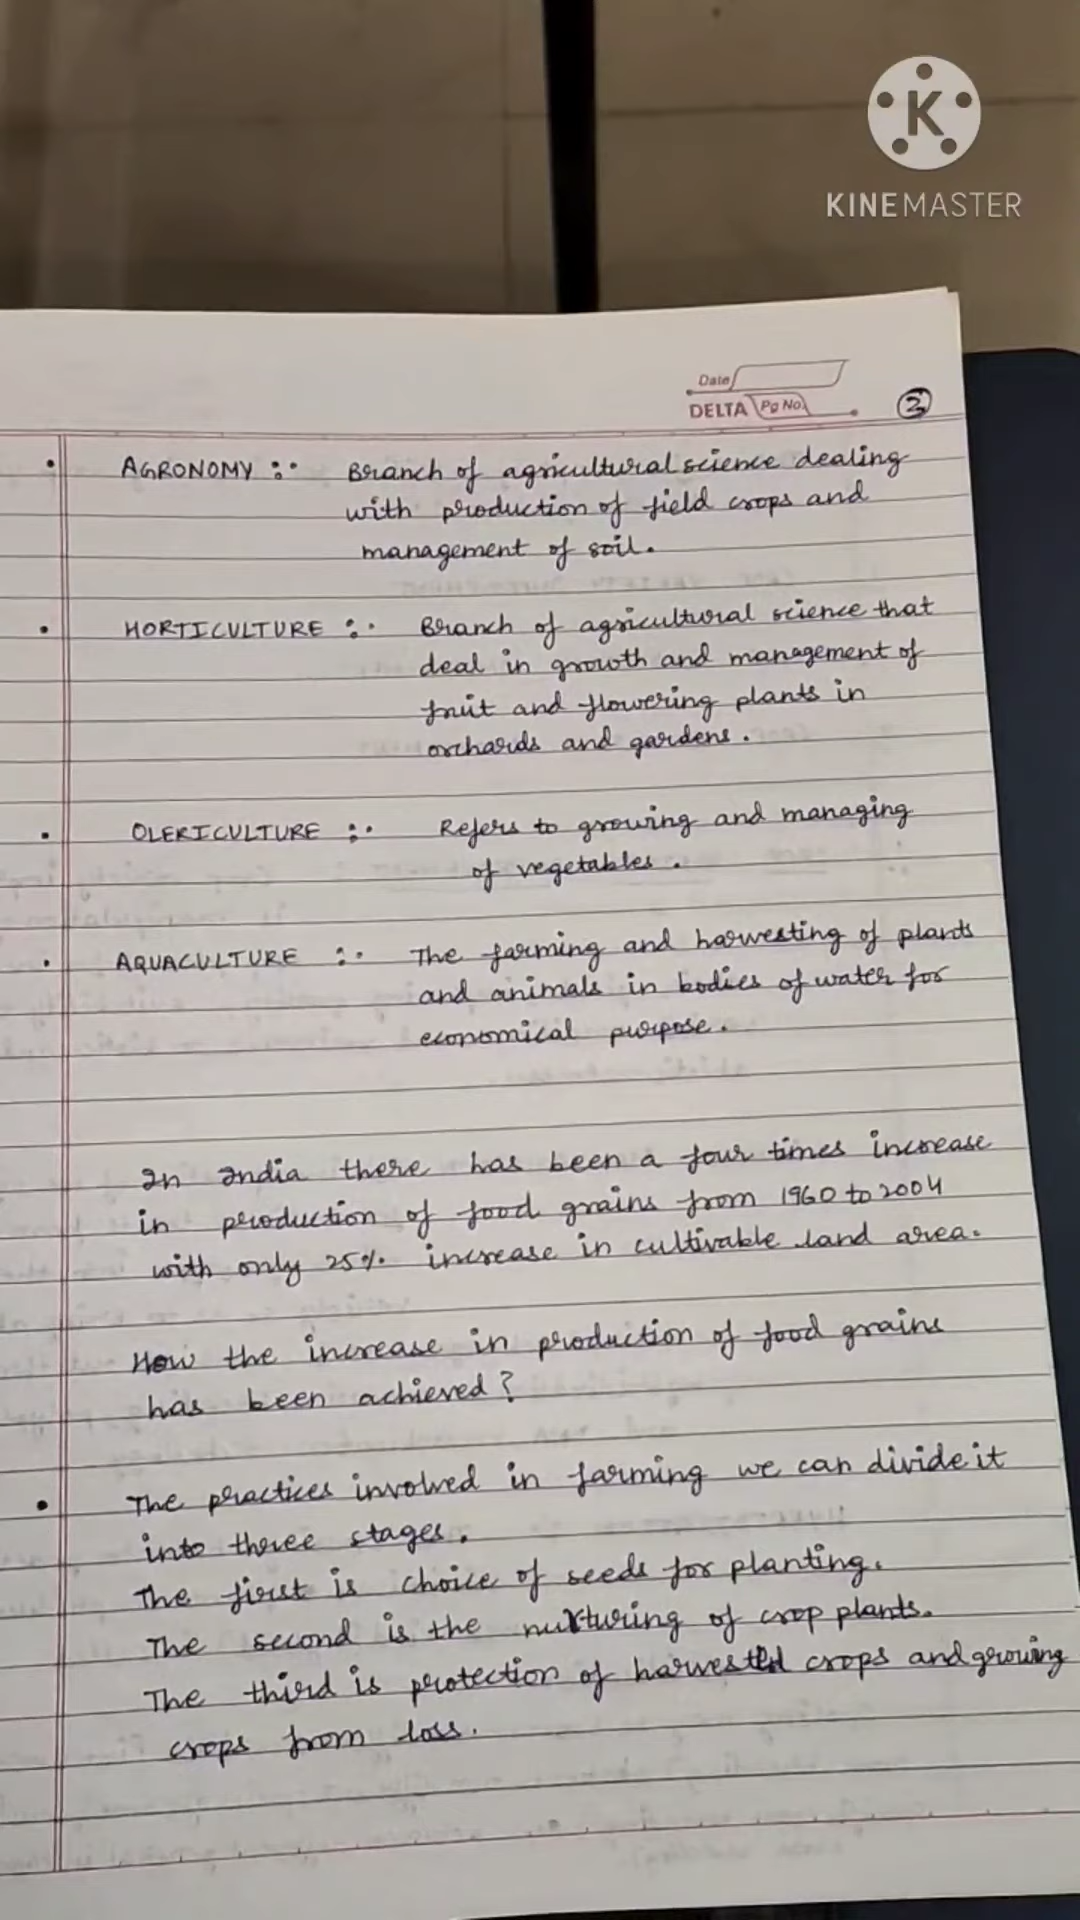 K
KINEMASTER
Date
DELTA Pg No.
2
• AGRONOMY :• Branch of agricultural science dealing
with production of field crops and
management of soil.
• HORTICULTURE :• Branch of agricultural science that
deal in growth and management of
fruit and flowering plants in
orchards and gardens.
• OLERICULTURE :• Refers to growing and managing
of vegetables.
• AQUACULTURE :• The farming and harvesting of plants
and animals in bodies of water for
economical purpose.
In India there has been a four times increase
in production of food grains from 1960 to 2004
with only 25% increase in cultivable land area.
How the increase in production of food grains
has been achieved?
• The practices involved in farming we can divide it
into three stages.
The first is choice of seeds for planting.
The second is the nurturing of crop plants.
The third is protection of harvested crops and growing
crops from loss.